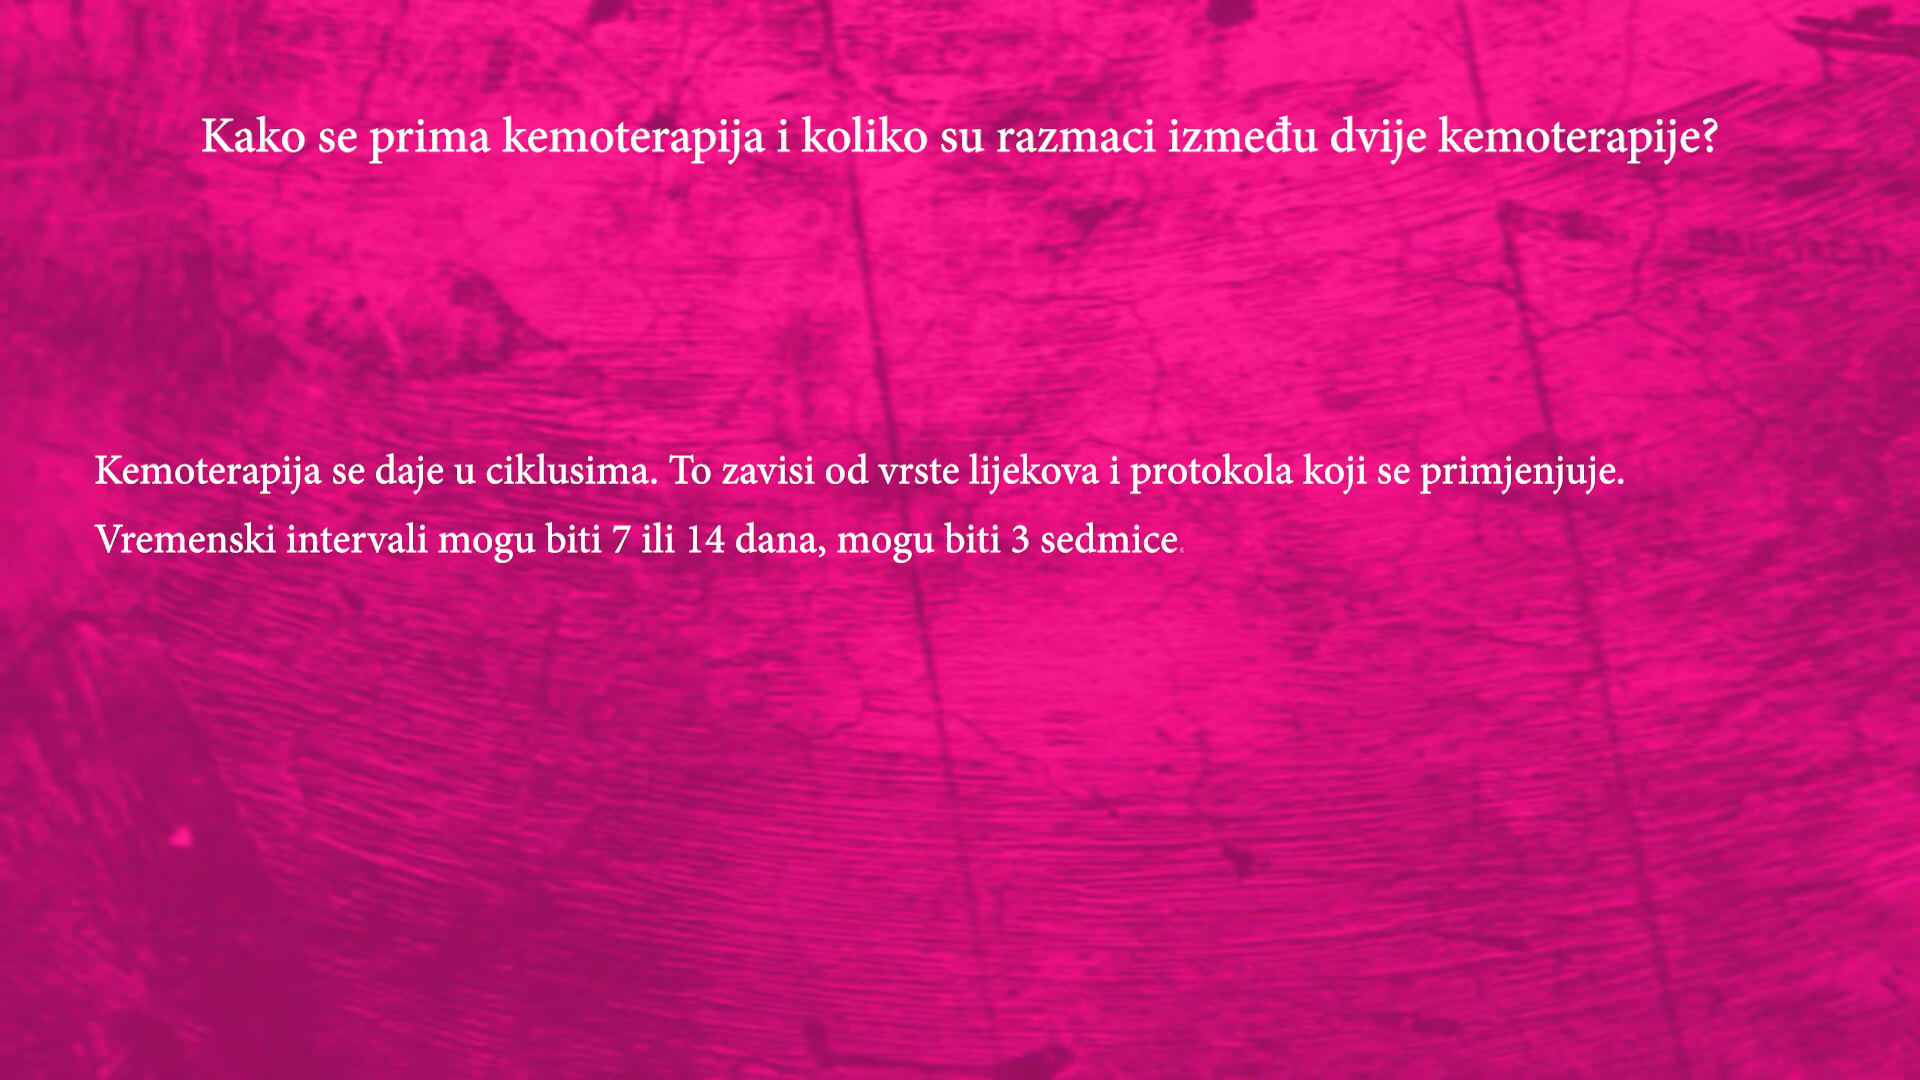 Kako se prima kemoterapija i koliko su razmaci između dvije kemoterapije?
Kemoterapija se daje u ciklusima. To zavisi od vrste lijekova i protokola koji se primjenjuje.
Vremenski intervali mogu biti 7 ili 14 dana, mogu biti 3 sedmice.